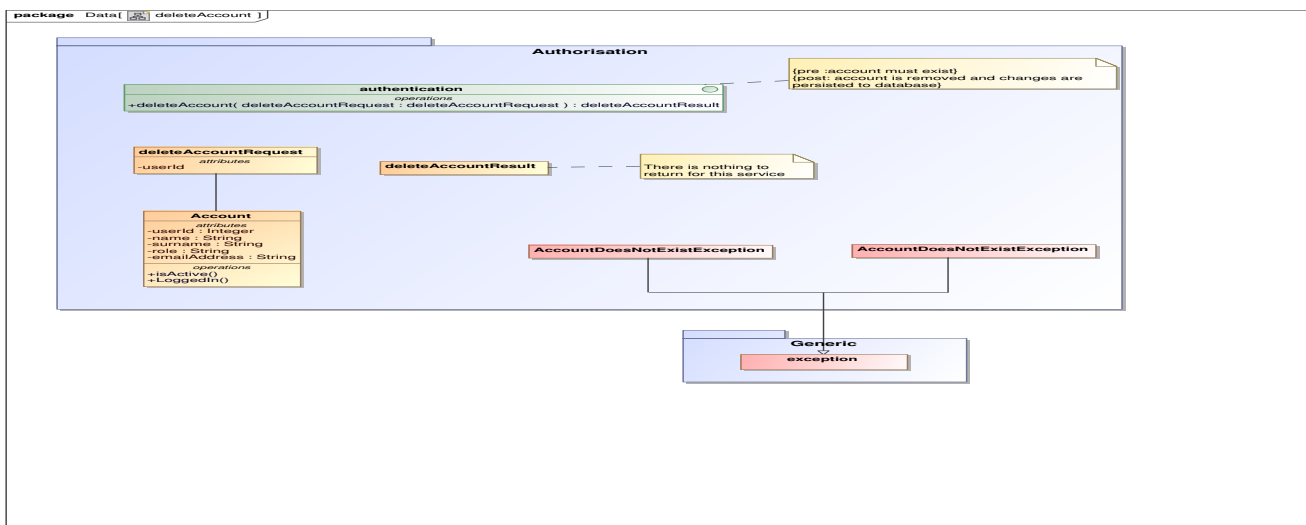 package Data[ deleteAccount ]
Authorisation
{pre :account must exist}
{post: account is removed and changes are
persisted to database}
authentication
operations
+deleteAccount( deleteAccountRequest : deleteAccountRequest ) : deleteAccountResult
deleteAccountRequest
attributes
-userId
deleteAccountResult
There is nothing to
return for this service
Account
attributes
-userId : Integer
-name : String
-surname : String
-role : String
-emailAddress : String
operations
+isActive()
+LoggedIn()
AccountDoesNotExistException
AccountDoesNotExistException
Generic
exception